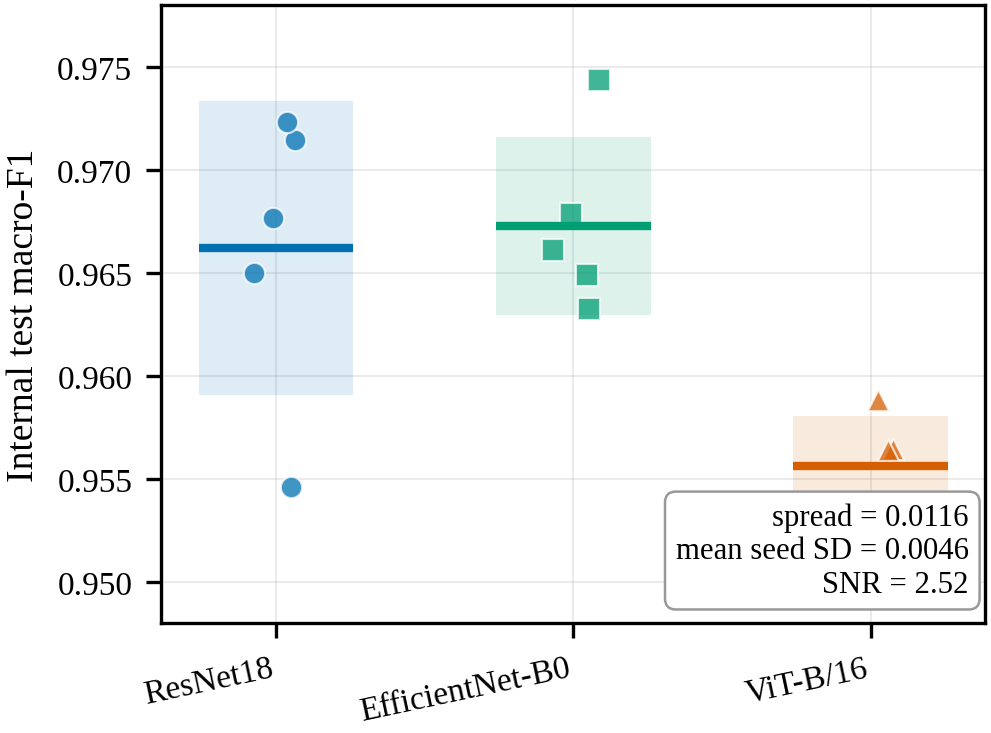 Internal test macro-F1
0.975
0.970
0.965
0.960
0.955
0.950
spread = 0.0116
mean seed SD = 0.0046
SNR = 2.52
ResNet18
EfficientNet-B0
ViT-B/16